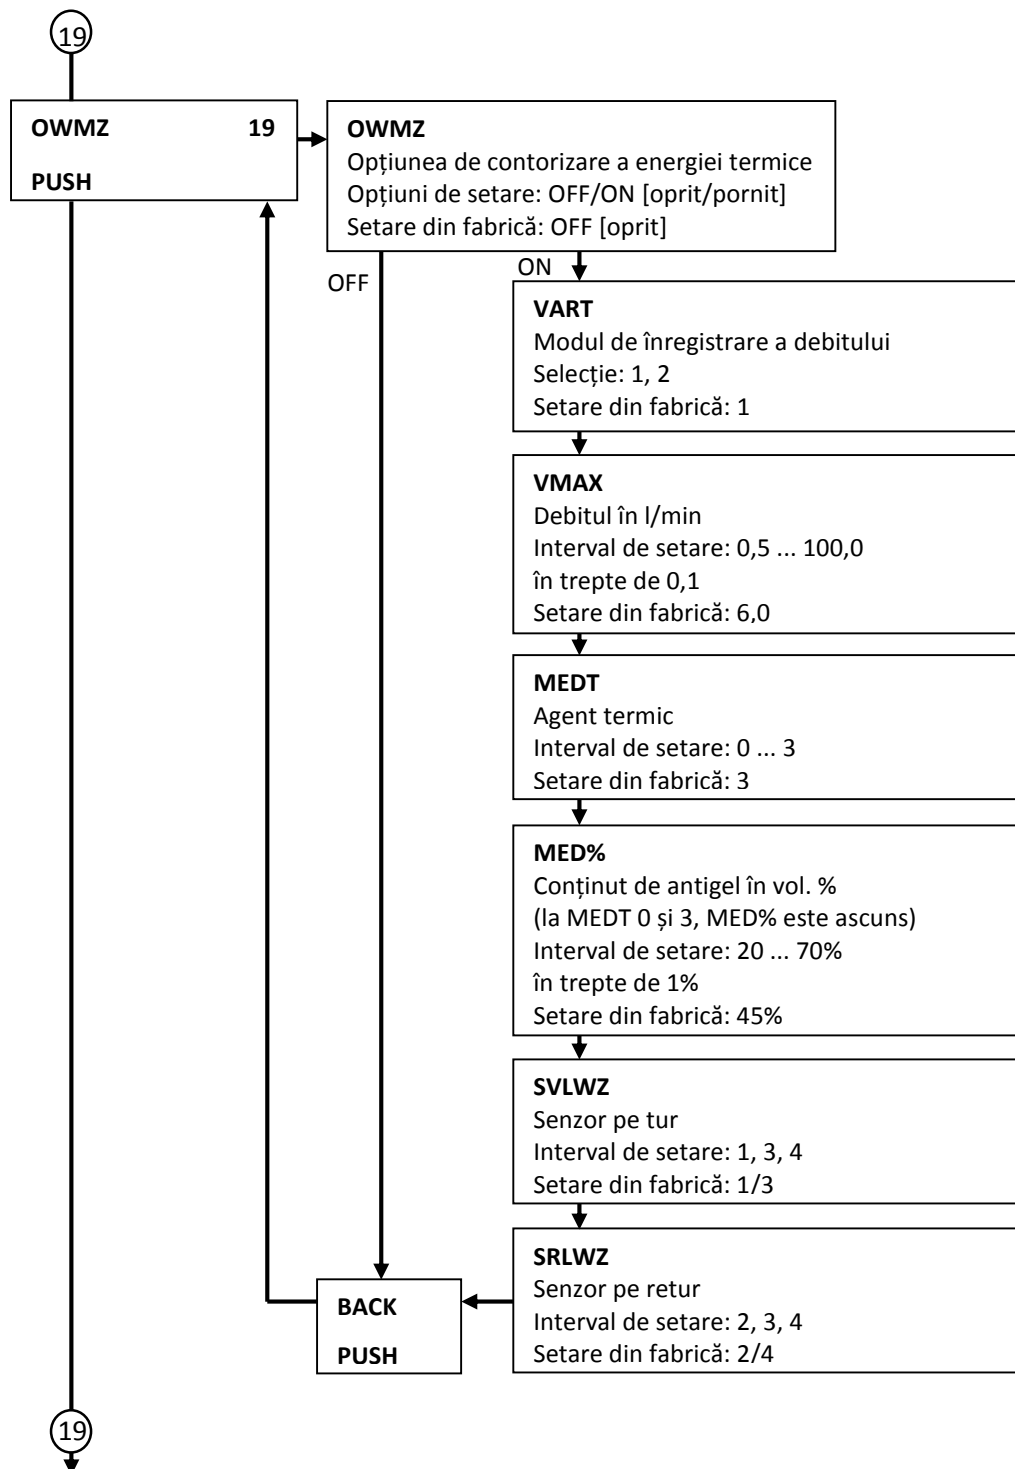 19
OWMZ 19
PUSH
OWMZ
Opțiunea de contorizare a energiei termice
Opțiuni de setare: OFF/ON [oprit/pornit]
Setare din fabrică: OFF [oprit]
OFF
ON
VART
Modul de înregistrare a debitului
Selecție: 1, 2
Setare din fabrică: 1
VMAX
Debitul în l/min
Interval de setare: 0,5 ... 100,0
în trepte de 0,1
Setare din fabrică: 6,0
MEDT
Agent termic
Interval de setare: 0 ... 3
Setare din fabrică: 3
MED%
Conținut de antigel în vol. %
(la MEDT 0 și 3, MED% este ascuns)
Interval de setare: 20 ... 70%
în trepte de 1%
Setare din fabrică: 45%
SVLWZ
Senzor pe tur
Interval de setare: 1, 3, 4
Setare din fabrică: 1/3
SRLWZ
Senzor pe retur
Interval de setare: 2, 3, 4
Setare din fabrică: 2/4
BACK
PUSH
19